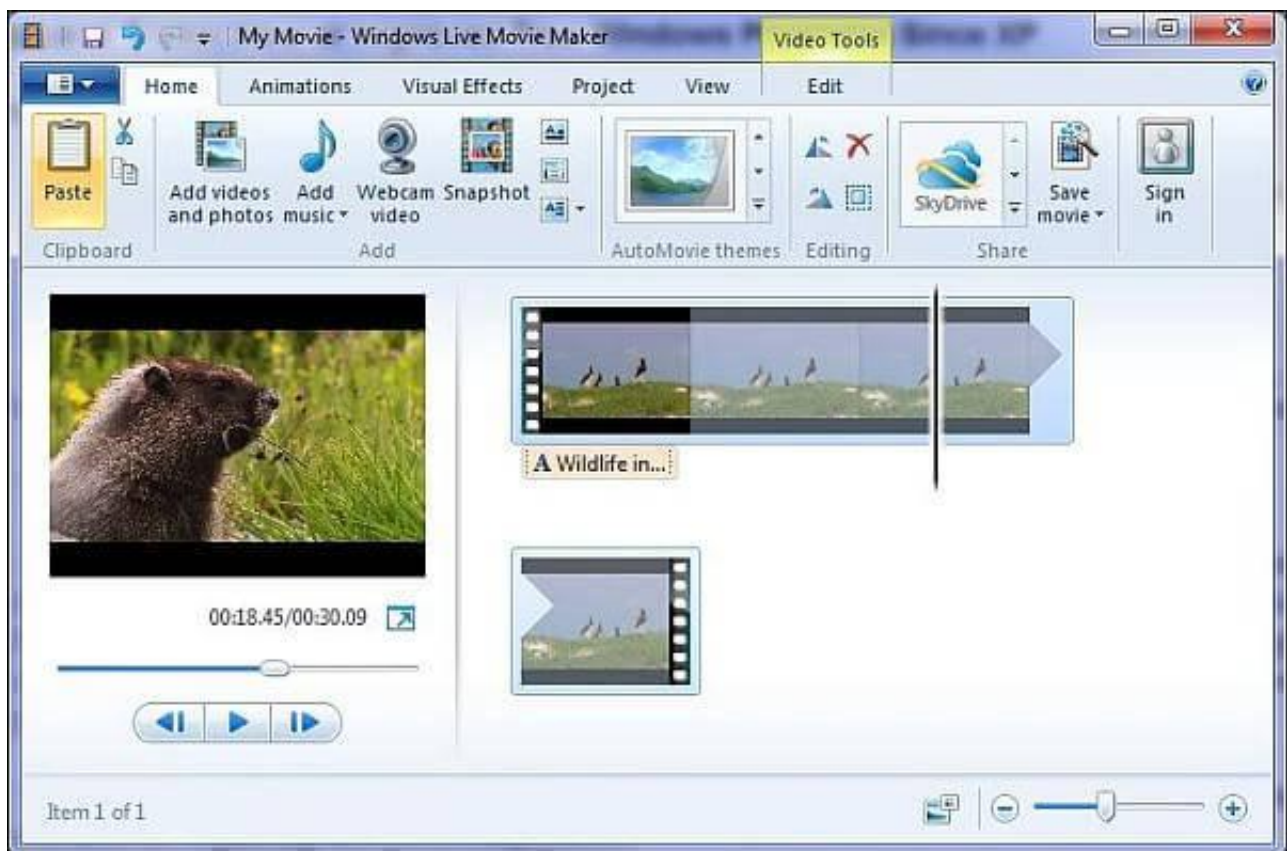 My Movie - Windows Live Movie Maker
Video Tools
Home Animations Visual Effects Project View Edit
Paste
Add videos and photos
Add music
Webcam video
Snapshot
SkyDrive
Save movie
Sign in
Clipboard Add AutoMovie themes Editing Share
A Wildlife in...
00:18.45/00:30.09
Item 1 of 1